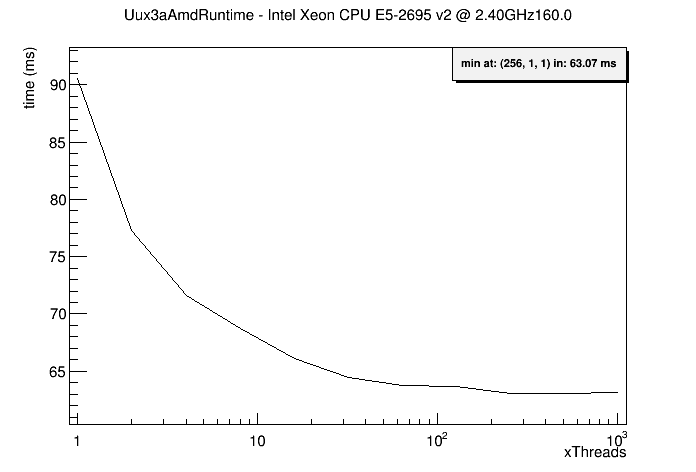 Uux3aAmdRuntime - Intel Xeon CPU E5-2695 v2 @ 2.40GHz160.0
time (ms)
min at: (256, 1, 1) in: 63.07 ms
90
85
80
75
70
65
1 10 10² 10³
xThreads